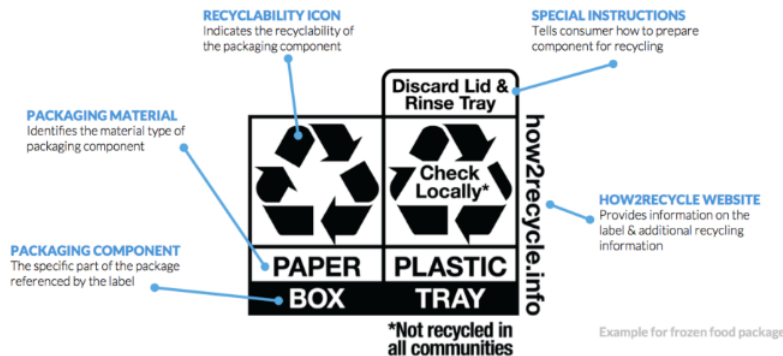 RECYCLABILITY ICON
Indicates the recyclability of
the packaging component
SPECIAL INSTRUCTIONS
Tells consumer how to prepare
component for recycling
PACKAGING MATERIAL
Identifies the material type of
packaging component
HOW2RECYCLE WEBSITE
Provides information on the
label & additional recycling
information
PACKAGING COMPONENT
The specific part of the package
referenced by the label
Discard Lid &
Rinse Tray
Check
Locally*
PAPER
BOX
PLASTIC
TRAY
how2recycle.info
*Not recycled in
all communities
Example for frozen food package